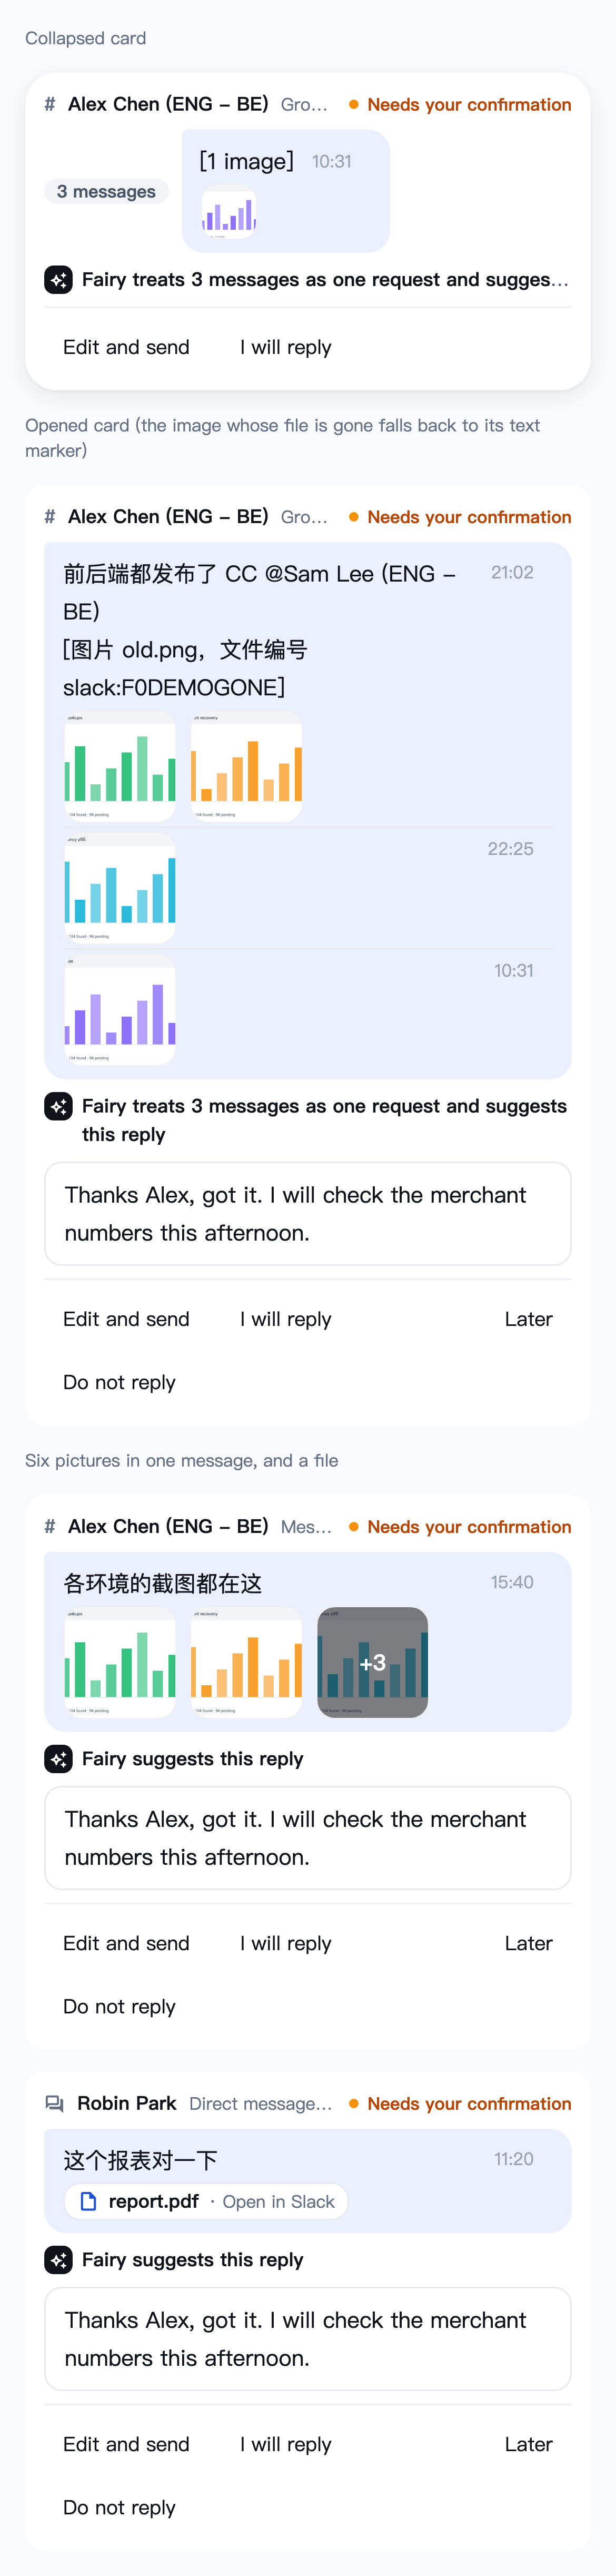 Collapsed card
# Alex Chen (ENG – BE) Gro... Needs your confirmation
3 messages
[1 image] 10:31
Fairy treats 3 messages as one request and sugges...
Edit and send I will reply
Opened card (the image whose file is gone falls back to its text
marker)
# Alex Chen (ENG – BE) Gro... Needs your confirmation
前后端都发布了 CC @Sam Lee (ENG – 21:02
BE)
[图片 old.png，文件编号
slack:F0DEMOGONE]
22:25
10:31
Fairy treats 3 messages as one request and suggests
this reply
Thanks Alex, got it. I will check the merchant
numbers this afternoon.
Edit and send I will reply Later
Do not reply
Six pictures in one message, and a file
# Alex Chen (ENG – BE) Mes... Needs your confirmation
各环境的截图都在这 15:40
+3
Fairy suggests this reply
Thanks Alex, got it. I will check the merchant
numbers this afternoon.
Edit and send I will reply Later
Do not reply
Robin Park Direct message... Needs your confirmation
这个报表对一下 11:20
report.pdf · Open in Slack
Fairy suggests this reply
Thanks Alex, got it. I will check the merchant
numbers this afternoon.
Edit and send I will reply Later
Do not reply